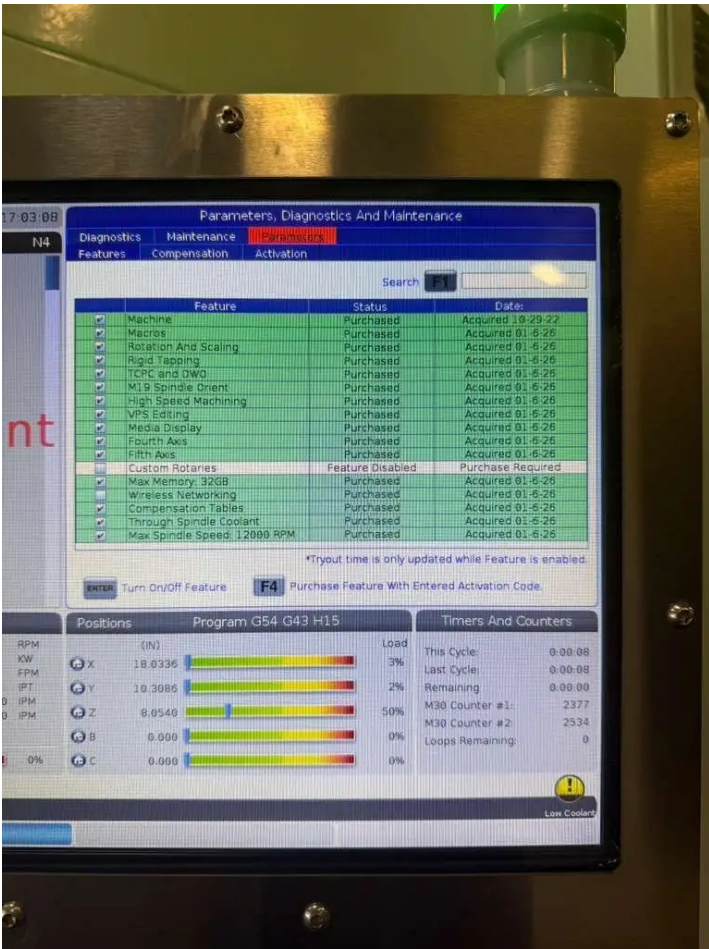 17:03:08
N4
nt
Parameters, Diagnostics And Maintenance
Diagnostics Maintenance Parameters
Features Compensation Activation
Search F1
Feature Status Date:
Machine Purchased Acquired 10-29-22
Macros Purchased Acquired 01-6-26
Rotation And Scaling Purchased Acquired 01-6-26
Rigid Tapping Purchased Acquired 01-6-26
TCPC and DWO Purchased Acquired 01-6-26
M19 Spindle Orient Purchased Acquired 01-6-26
High Speed Machining Purchased Acquired 01-6-26
VPS Editing Purchased Acquired 01-6-26
Media Display Purchased Acquired 01-6-26
Fourth Axis Purchased Acquired 01-6-26
Fifth Axis Purchased Acquired 01-6-26
Custom Rotaries Feature Disabled Purchase Required
Max Memory: 32GB Purchased Acquired 01-6-26
Wireless Networking Purchased Acquired 01-6-26
Compensation Tables Purchased Acquired 01-6-26
Through Spindle Coolant Purchased Acquired 01-6-26
Max Spindle Speed: 12000 RPM Purchased Acquired 01-6-26
*Tryout time is only updated while Feature is enabled
ENTER Turn On/Off Feature F4 Purchase Feature With Entered Activation Code.
RPM
KW
FPM
IPT
0 IPM
0 IPM
0%
Positions Program G54 G43 H15
(IN) Load
X 18.0336 3%
Y 10.3086 2%
Z 8.0540 50%
B 0.000 0%
C 0.000 0%
Timers And Counters
This Cycle: 0:00:08
Last Cycle: 0:00:08
Remaining 0:00:00
M30 Counter #1: 2377
M30 Counter #2: 2534
Loops Remaining: 0
Low Coolant